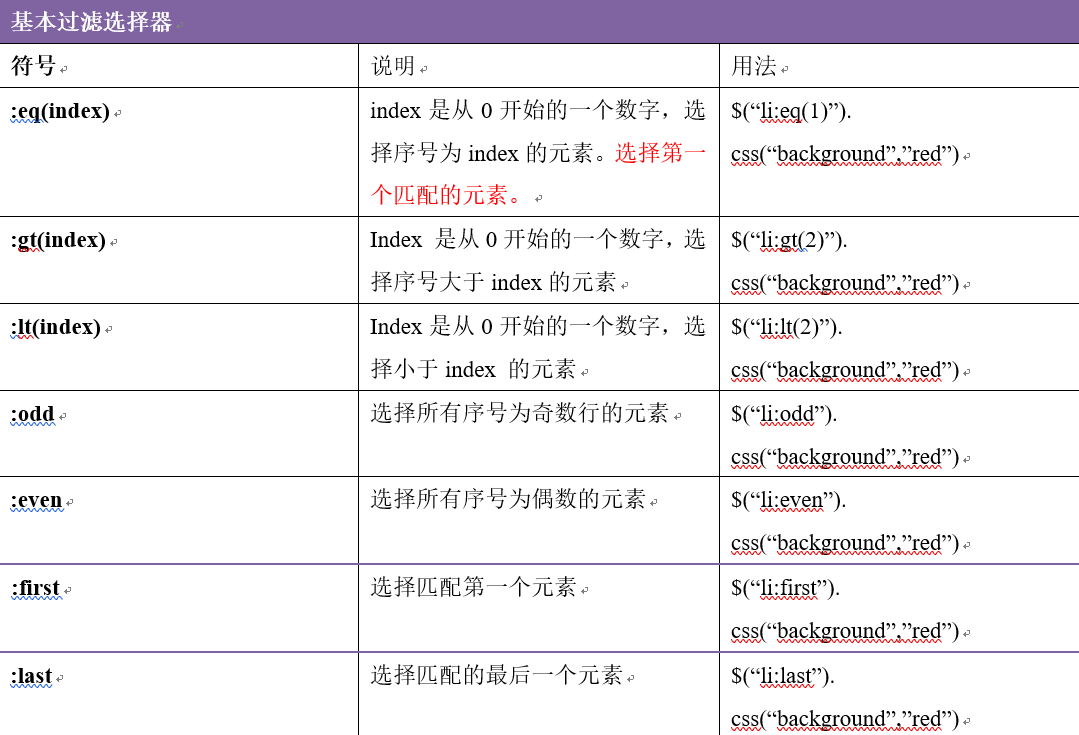 基本过滤选择器
符号 说明 用法
:eq(index) index 是从 0 开始的一个数字，选 $(“li:eq(1)”).
择序号为 index 的元素。选择第一 css(“background”,”red”)
个匹配的元素。
:gt(index) Index 是从 0 开始的一个数字，选 $(“li:gt(2)”).
择序号大于 index 的元素 css(“background”,”red”)
:lt(index) Index 是从 0 开始的一个数字，选 $(“li:lt(2)”).
择小于 index 的元素 css(“background”,”red”)
:odd 选择所有序号为奇数行的元素 $(“li:odd”).
css(“background”,”red”)
:even 选择所有序号为偶数的元素 $(“li:even”).
css(“background”,”red”)
:first 选择匹配第一个元素 $(“li:first”).
css(“background”,”red”)
:last 选择匹配的最后一个元素 $(“li:last”).
css(“background”,”red”)